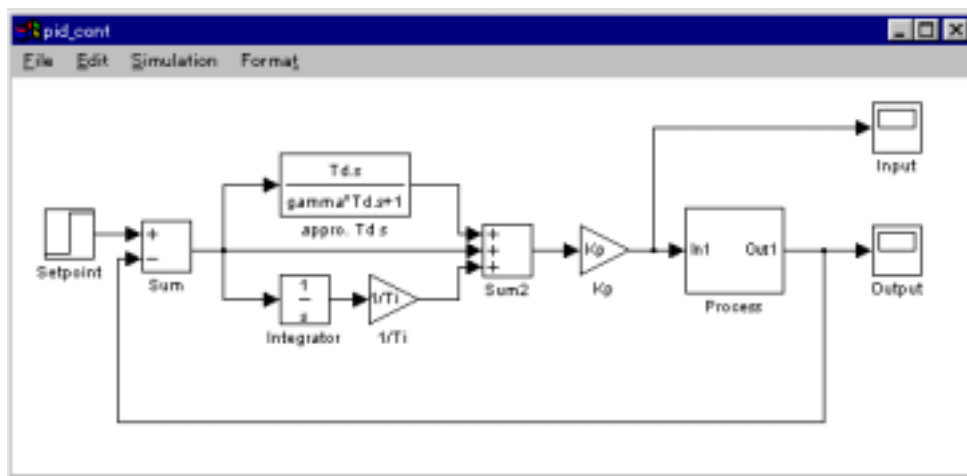 pid_cont
File Edit Simulation Format
Input
Td.s
gamma*Td.s+1
appro. Td s
Setpoint
+
−
Sum
+
+
+
Sum2
Kp
Kp
In1 Out1
Process
Output
1
s
Integrator
1/Ti
1/Ti